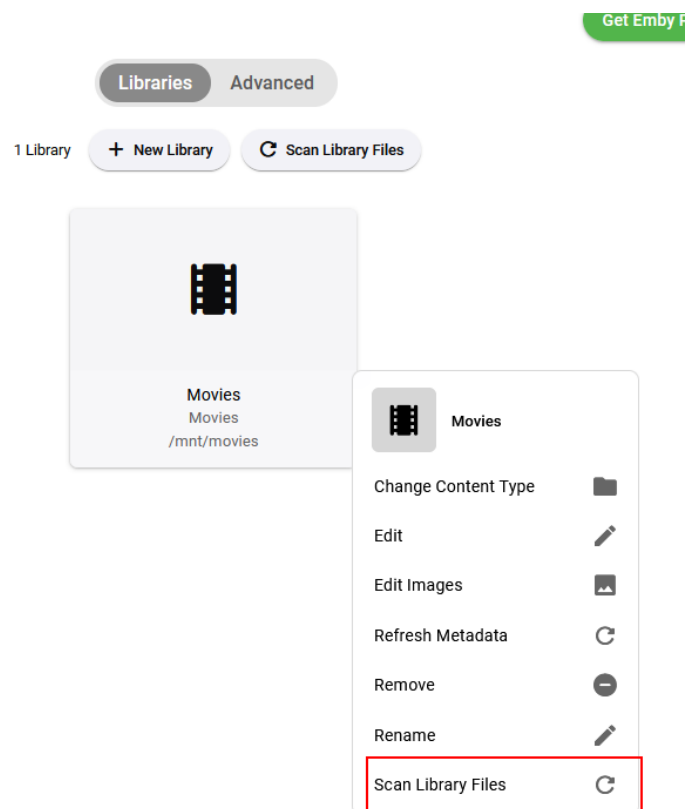 Get Emby
Libraries Advanced
1 Library + New Library Scan Library Files
Movies
Movies
/mnt/movies
Movies
Change Content Type
Edit
Edit Images
Refresh Metadata
Remove
Rename
Scan Library Files